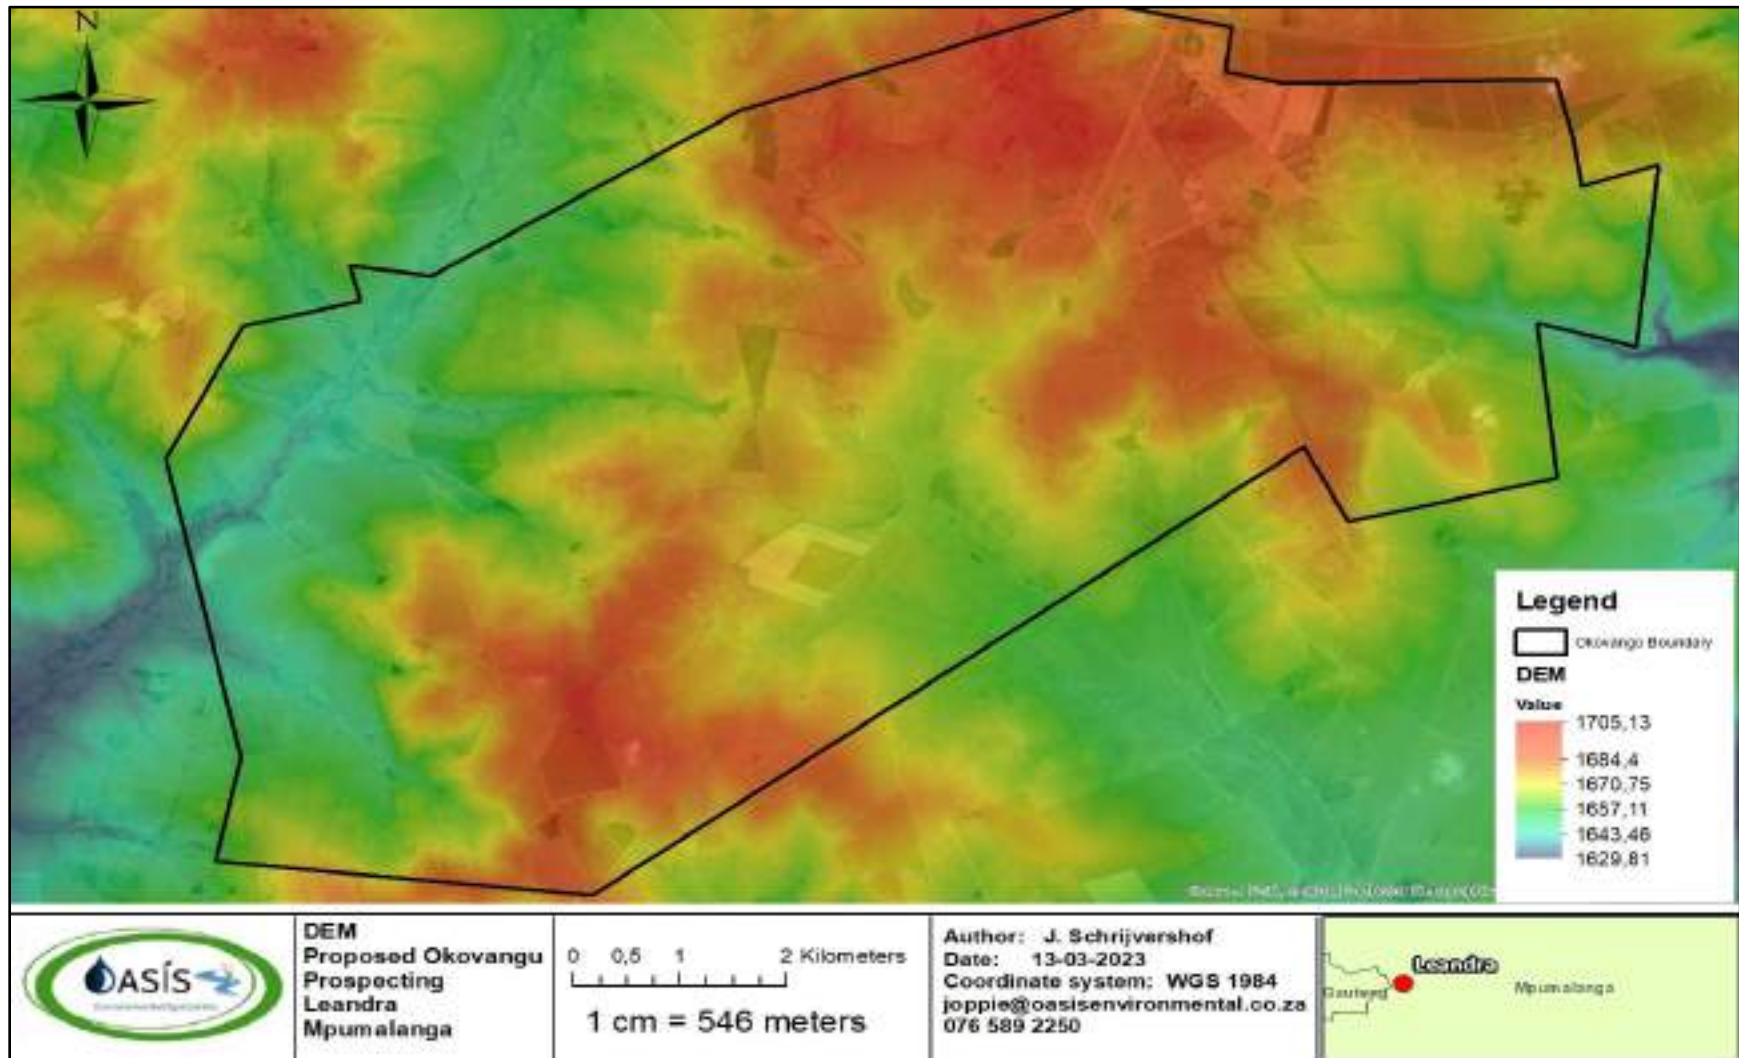 N
Legend
Okovango Boundary
DEM
Value
1705,13
1684,4
1670,75
1657,11
1643,46
1629,81
OASÍS
DEM
Proposed Okovangu
Prospecting
Leandra
Mpumalanga
0 0,5 1 2 Kilometers
1 cm = 546 meters
Author: J. Schrijvershof
Date: 13-03-2023
Coordinate system: WGS 1984
joppie@oasisenvironmental.co.za
076 589 2250
Leandra
Gauteng
Mpumalanga